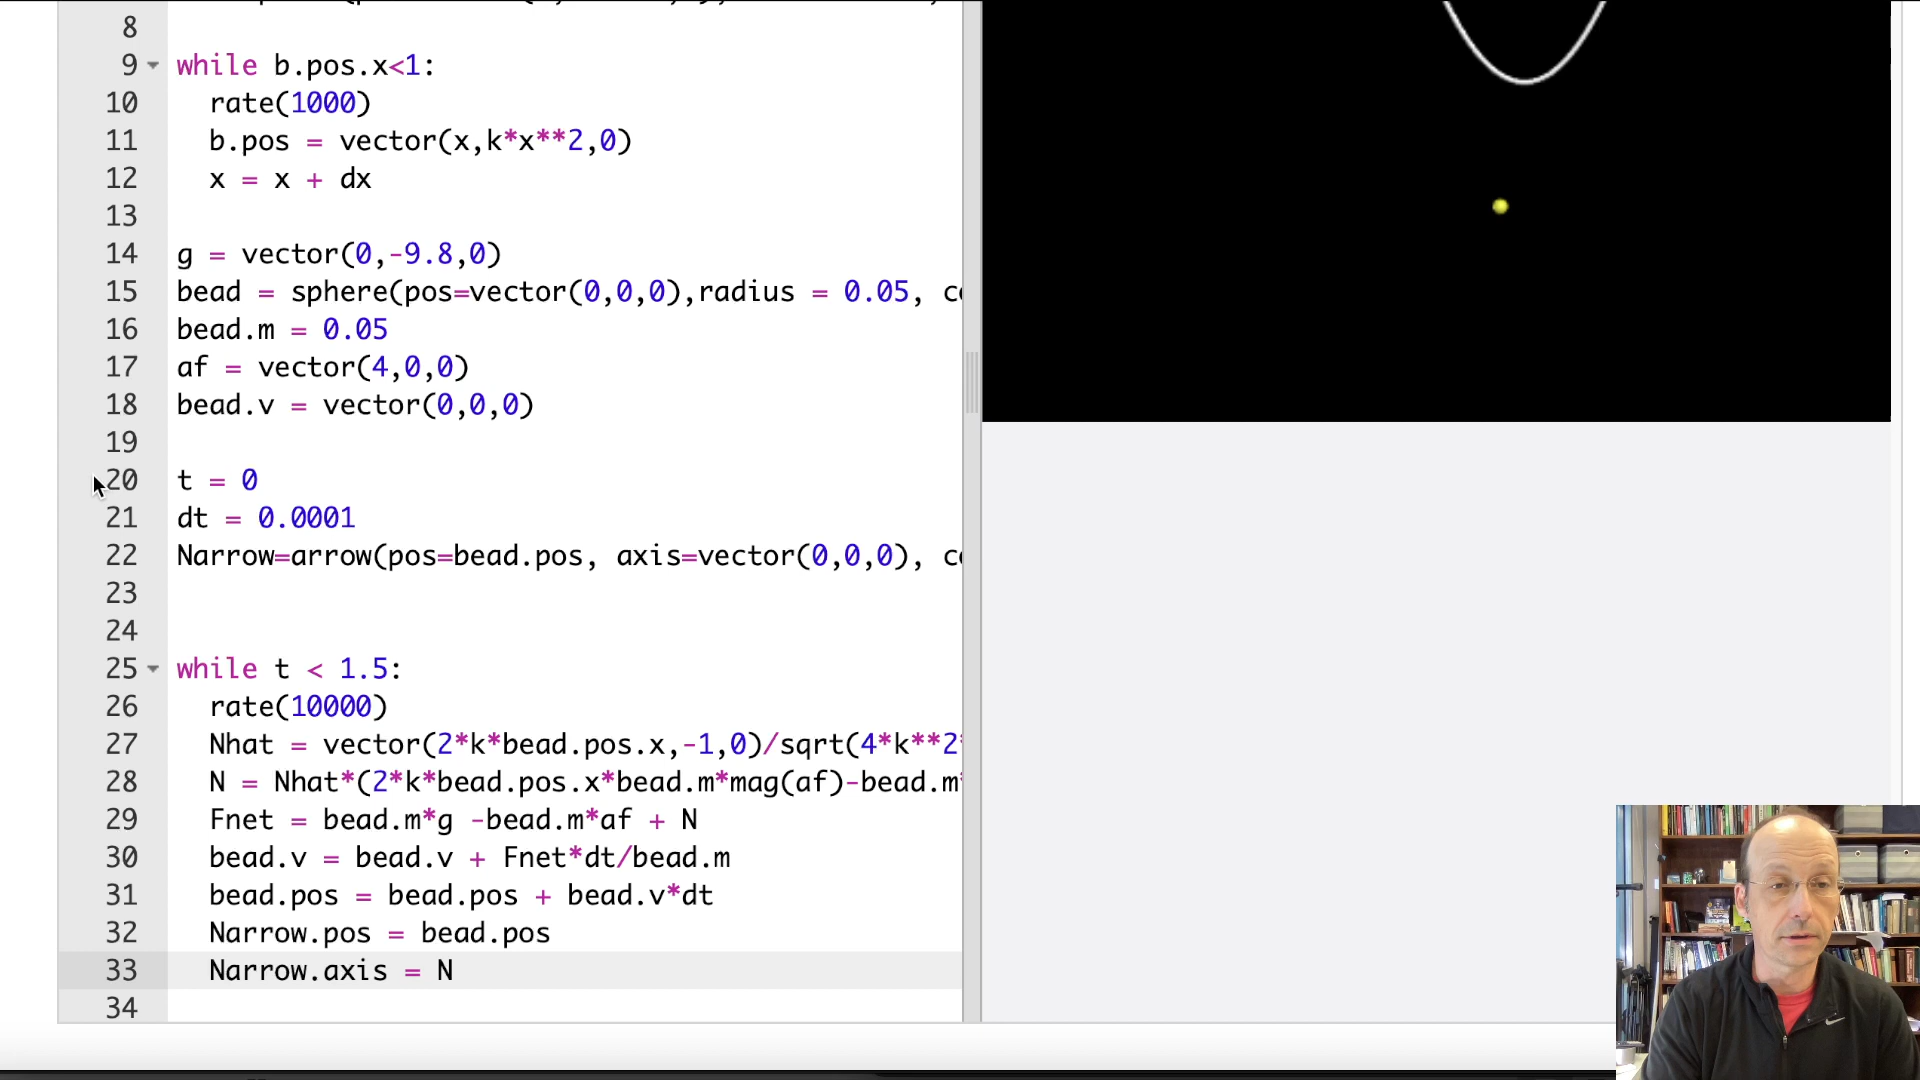 8
9 while b.pos.x<1:
10 rate(1000)
11 b.pos = vector(x,k*x**2,0)
12 x = x + dx
13
14 g = vector(0,-9.8,0)
15 bead = sphere(pos=vector(0,0,0),radius = 0.05,
16 bead.m = 0.05
17 af = vector(4,0,0)
18 bead.v = vector(0,0,0)
19
20 t = 0
21 dt = 0.0001
22 Narrow=arrow(pos=bead.pos, axis=vector(0,0,0),
23
24
25 while t < 1.5:
26 rate(10000)
27 Nhat = vector(2*k*bead.pos.x,-1,0)/sqrt(4*k**2
28 N = Nhat*(2*k*bead.pos.x*bead.m*mag(af)-bead.m
29 Fnet = bead.m*g -bead.m*af + N
30 bead.v = bead.v + Fnet*dt/bead.m
31 bead.pos = bead.pos + bead.v*dt
32 Narrow.pos = bead.pos
33 Narrow.axis = N
34